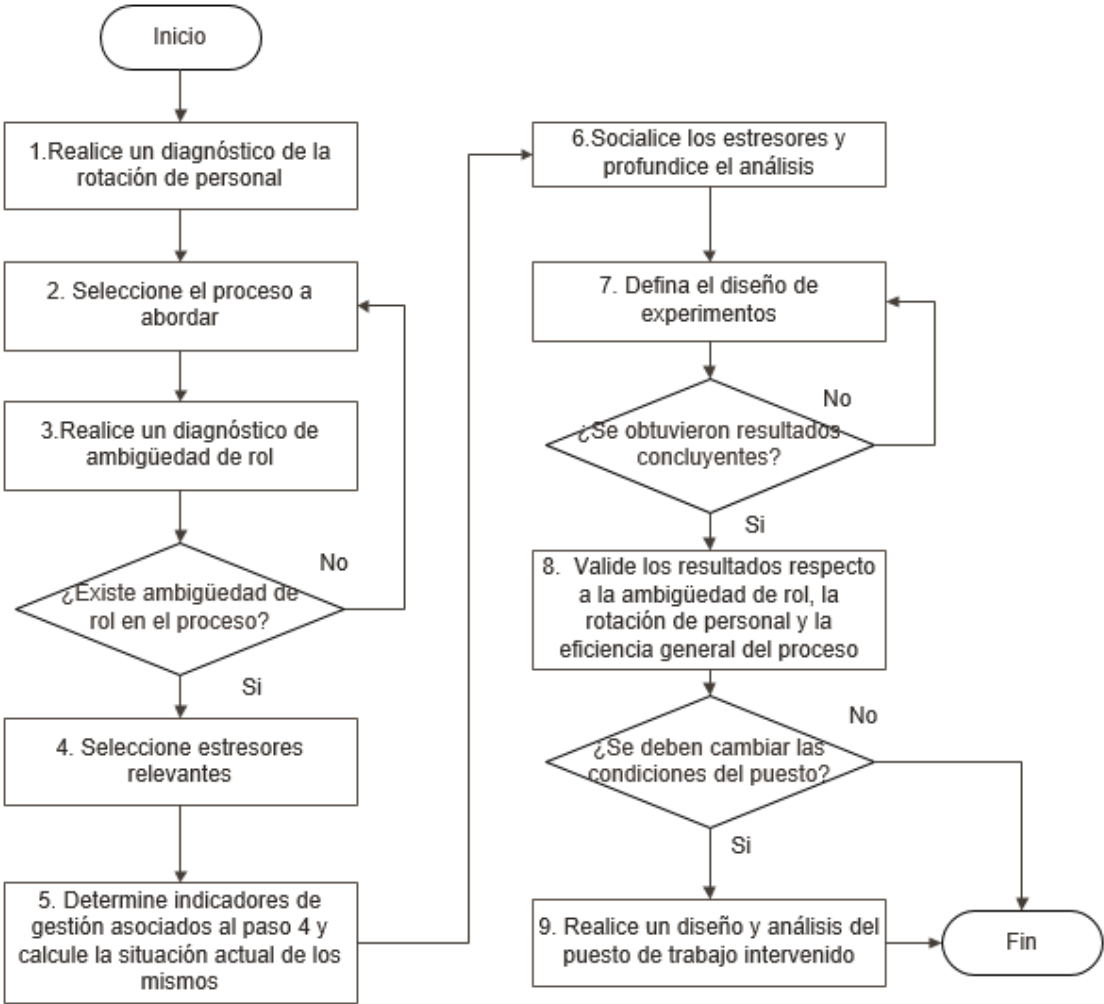 Inicio
1.Realice un diagnóstico de la
rotación de personal
2. Seleccione el proceso a
abordar
3.Realice un diagnóstico de
ambigüedad de rol
¿Existe ambigüedad de
rol en el proceso?
No
Si
4. Seleccione estresores
relevantes
5. Determine indicadores de
gestión asociados al paso 4 y
calcule la situación actual de los
mismos
6.Socialice los estresores y
profundice el análisis
7. Defina el diseño de
experimentos
¿Se obtuvieron resultados
concluyentes?
No
Si
8. Valide los resultados respecto
a la ambigüedad de rol, la
rotación de personal y la
eficiencia general del proceso
¿Se deben cambiar las
condiciones del puesto?
No
Si
9. Realice un diseño y análisis del
puesto de trabajo intervenido
Fin